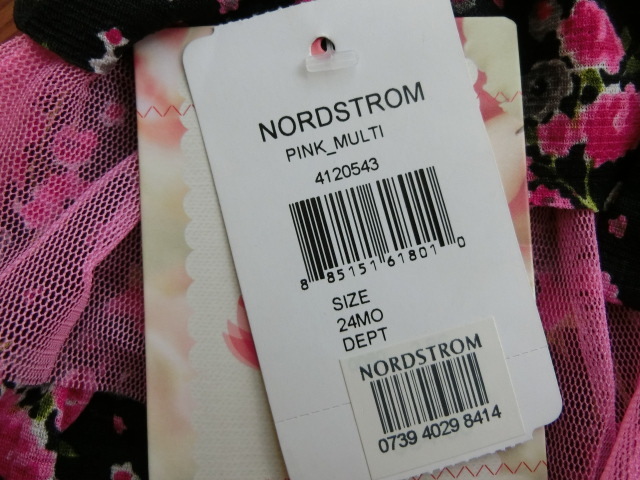 NORDSTROM
PINK_MULTI
4120543
8 85151 61801 0
SIZE
24MO
DEPT
NORDSTROM
0739 4029 8414